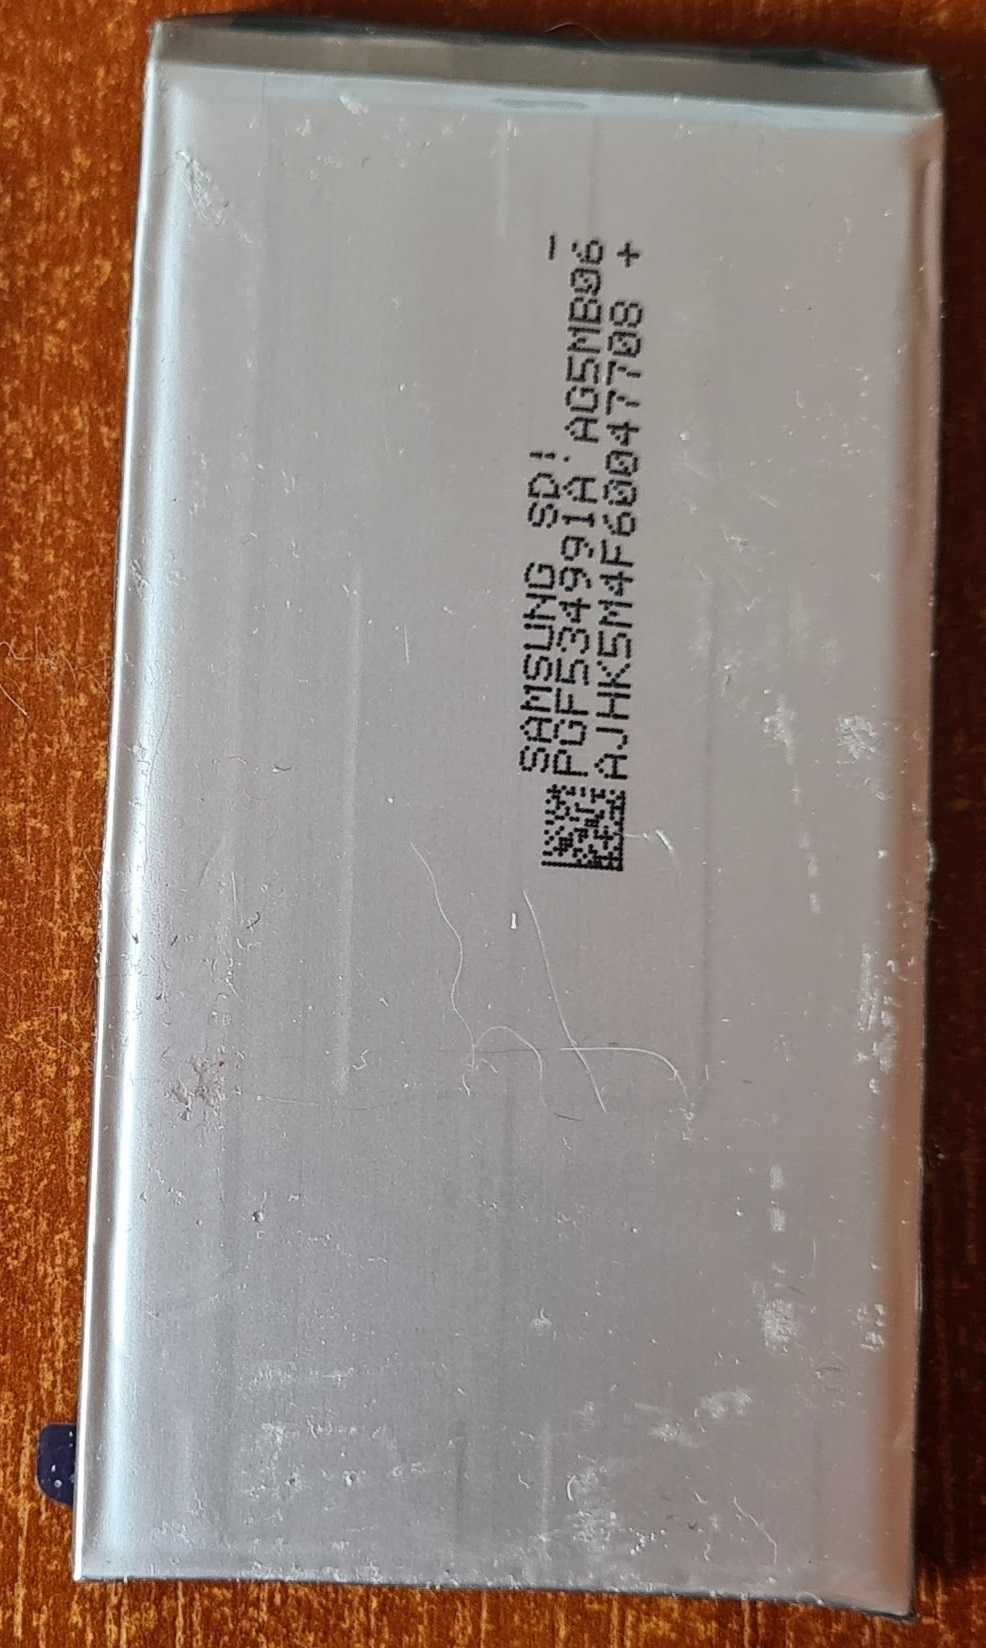 -
SAMSUNG SDI
PGF534991A AG5MB06
AJHK5M4F60047708 +